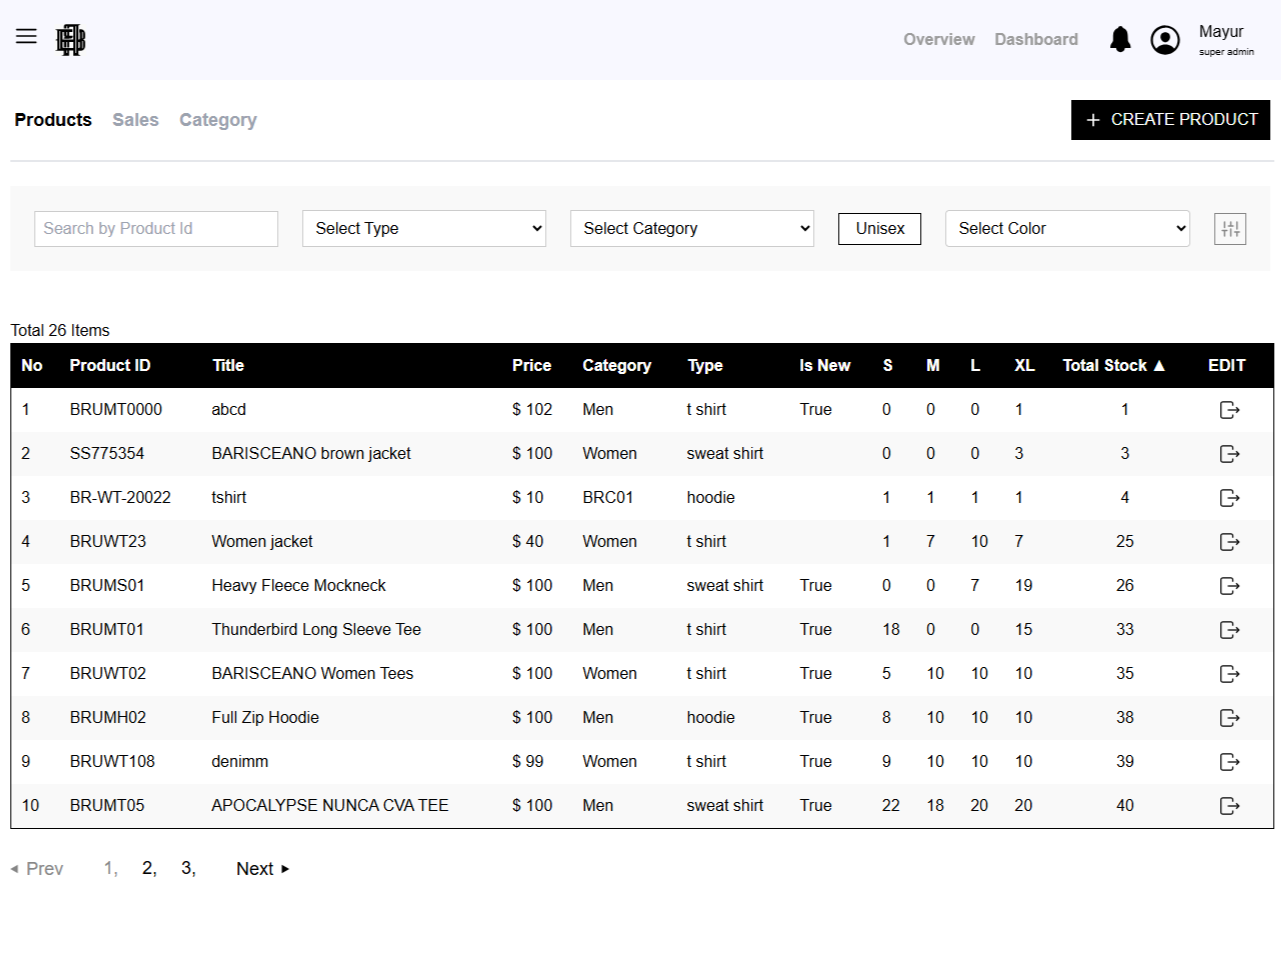 Overview Dashboard Mayur
super admin
Products Sales Category + CREATE PRODUCT
Search by Product Id Select Type Select Category Unisex Select Color
Total 26 Items
No Product ID Title Price Category Type Is New S M L XL Total Stock ▲ EDIT
1 BRUMT0000 abcd $ 102 Men t shirt True 0 0 0 1 1
2 SS775354 BARISCEANO brown jacket $ 100 Women sweat shirt 0 0 0 3 3
3 BR-WT-20022 tshirt $ 10 BRC01 hoodie 1 1 1 1 4
4 BRUWT23 Women jacket $ 40 Women t shirt 1 7 10 7 25
5 BRUMS01 Heavy Fleece Mockneck $ 100 Men sweat shirt True 0 0 7 19 26
6 BRUMT01 Thunderbird Long Sleeve Tee $ 100 Men t shirt True 18 0 0 15 33
7 BRUWT02 BARISCEANO Women Tees $ 100 Women t shirt True 5 10 10 10 35
8 BRUMH02 Full Zip Hoodie $ 100 Men hoodie True 8 10 10 10 38
9 BRUWT108 denimm $ 99 Women t shirt True 9 10 10 10 39
10 BRUMT05 APOCALYPSE NUNCA CVA TEE $ 100 Men sweat shirt True 22 18 20 20 40
◂ Prev 1, 2, 3, Next ▸